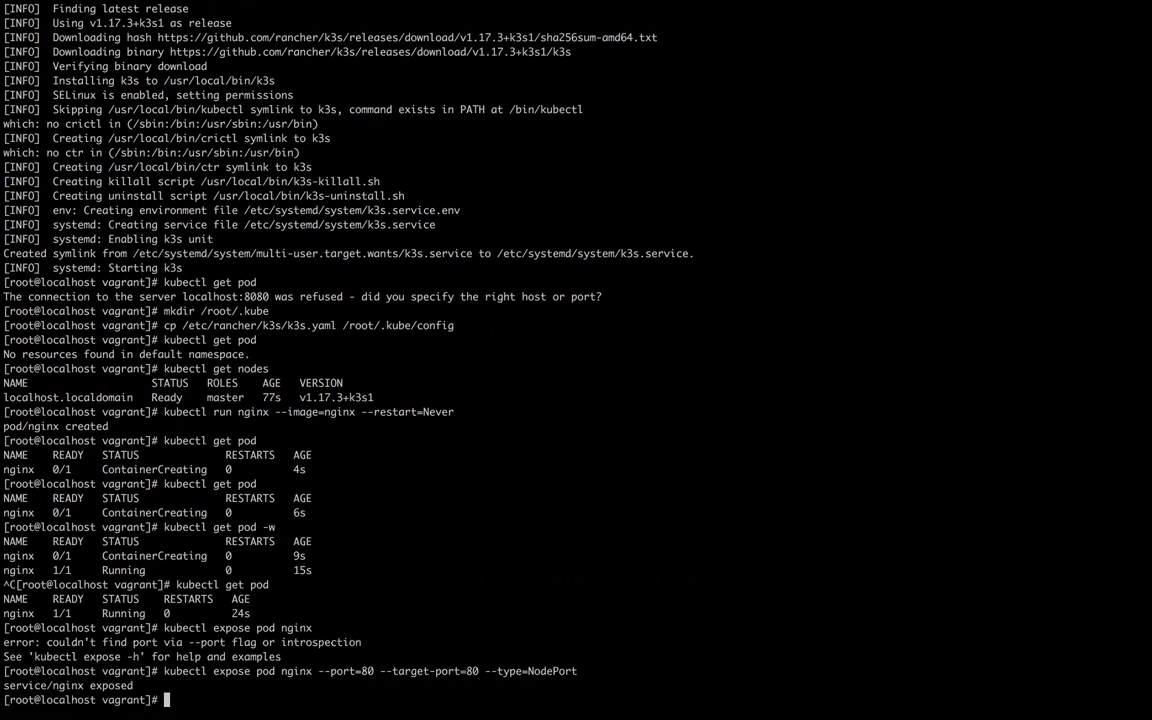 [INFO]  Finding latest release
[INFO]  Using v1.17.3+k3s1 as release
[INFO]  Downloading hash https://github.com/rancher/k3s/releases/download/v1.17.3+k3s1/sha256sum-amd64.txt
[INFO]  Downloading binary https://github.com/rancher/k3s/releases/download/v1.17.3+k3s1/k3s
[INFO]  Verifying binary download
[INFO]  Installing k3s to /usr/local/bin/k3s
[INFO]  SELinux is enabled, setting permissions
[INFO]  Skipping /usr/local/bin/kubectl symlink to k3s, command exists in PATH at /bin/kubectl
which: no crictl in (/sbin:/bin:/usr/sbin:/usr/bin)
[INFO]  Creating /usr/local/bin/crictl symlink to k3s
which: no ctr in (/sbin:/bin:/usr/sbin:/usr/bin)
[INFO]  Creating /usr/local/bin/ctr symlink to k3s
[INFO]  Creating killall script /usr/local/bin/k3s-killall.sh
[INFO]  Creating uninstall script /usr/local/bin/k3s-uninstall.sh
[INFO]  env: Creating environment file /etc/systemd/system/k3s.service.env
[INFO]  systemd: Creating service file /etc/systemd/system/k3s.service
[INFO]  systemd: Enabling k3s unit
Created symlink from /etc/systemd/system/multi-user.target.wants/k3s.service to /etc/systemd/system/k3s.service.
[INFO]  systemd: Starting k3s
[root@localhost vagrant]# kubectl get pod
The connection to the server localhost:8080 was refused - did you specify the right host or port?
[root@localhost vagrant]# mkdir /root/.kube
[root@localhost vagrant]# cp /etc/rancher/k3s/k3s.yaml /root/.kube/config
[root@localhost vagrant]# kubectl get pod
No resources found in default namespace.
[root@localhost vagrant]# kubectl get nodes
NAME                    STATUS   ROLES    AGE   VERSION
localhost.localdomain   Ready    master   77s   v1.17.3+k3s1
[root@localhost vagrant]# kubectl run nginx --image=nginx --restart=Never
pod/nginx created
[root@localhost vagrant]# kubectl get pod
NAME    READY   STATUS              RESTARTS   AGE
nginx   0/1     ContainerCreating   0          4s
[root@localhost vagrant]# kubectl get pod
NAME    READY   STATUS              RESTARTS   AGE
nginx   0/1     ContainerCreating   0          6s
[root@localhost vagrant]# kubectl get pod -w
NAME    READY   STATUS              RESTARTS   AGE
nginx   0/1     ContainerCreating   0          9s
nginx   1/1     Running             0          15s
^C[root@localhost vagrant]# kubectl get pod
NAME    READY   STATUS    RESTARTS   AGE
nginx   1/1     Running   0          24s
[root@localhost vagrant]# kubectl expose pod nginx
error: couldn't find port via --port flag or introspection
See 'kubectl expose -h' for help and examples
[root@localhost vagrant]# kubectl expose pod nginx --port=80 --target-port=80 --type=NodePort
service/nginx exposed
[root@localhost vagrant]#